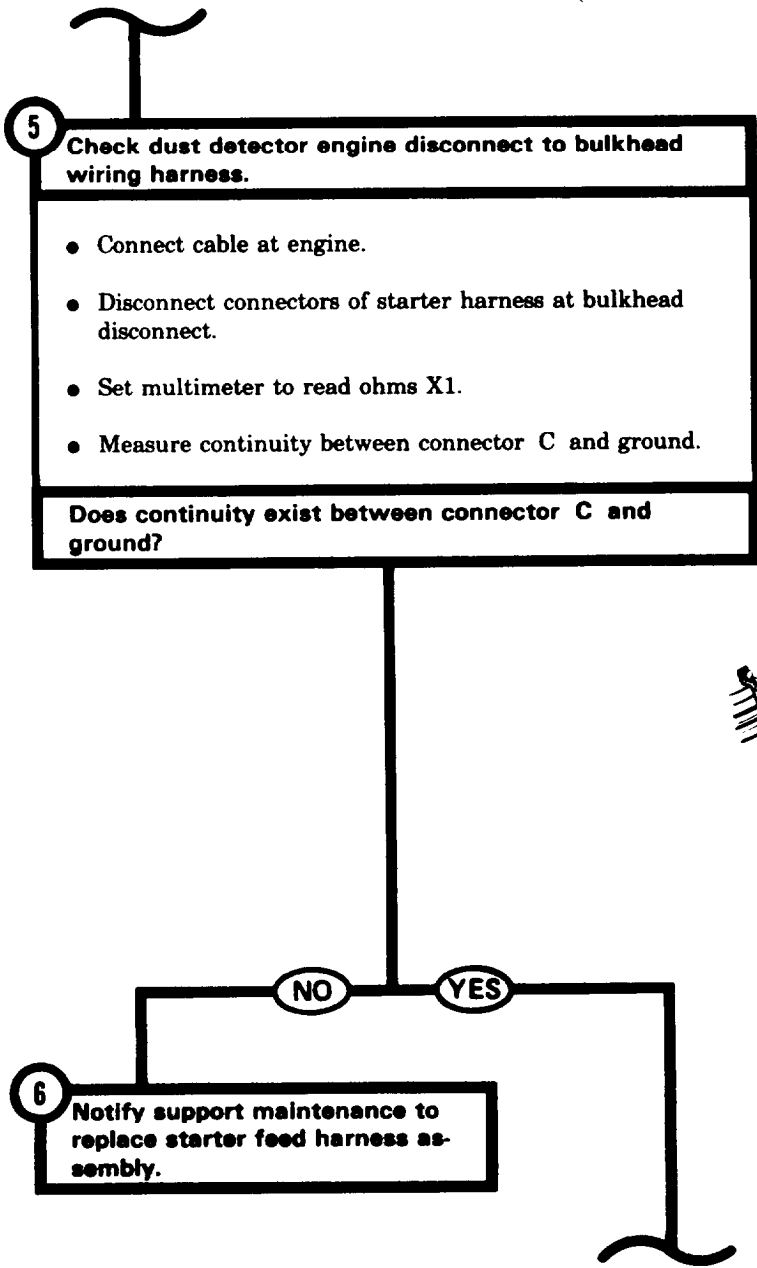 5
Check dust detector engine disconnect to bulkhead
wiring harness.
● Connect cable at engine.
● Disconnect connectors of starter harness at bulkhead
disconnect.
● Set multimeter to read ohms X1.
● Measure continuity between connector C and ground.
Does continuity exist between connector C and
ground?
NO
YES
6
Notify support maintenance to
replace starter feed harness as-
sembly.